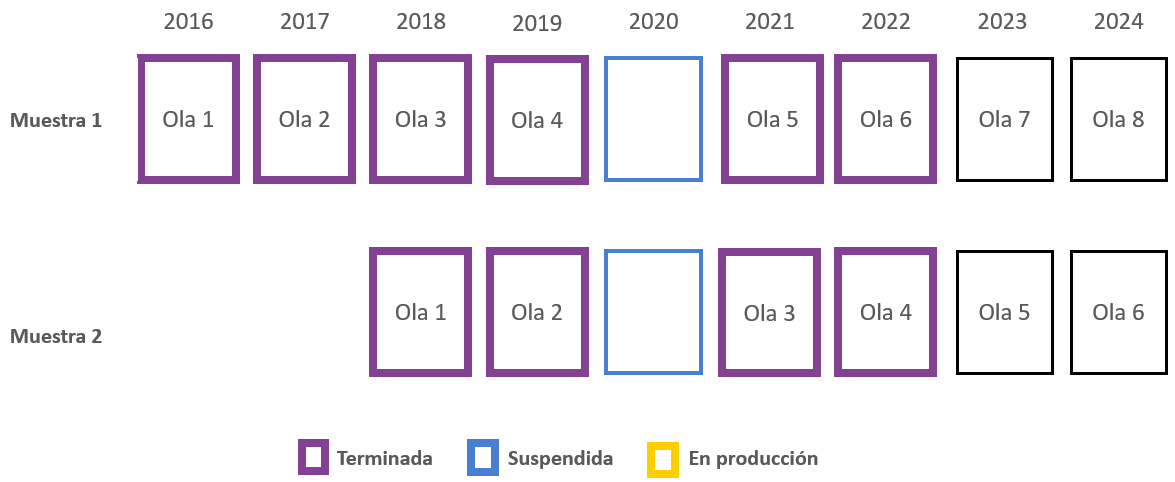 2016 2017 2018 2019 2020 2021 2022 2023 2024
Muestra 1 Ola 1 Ola 2 Ola 3 Ola 4 Ola 5 Ola 6 Ola 7 Ola 8
Ola 1 Ola 2 Ola 3 Ola 4 Ola 5 Ola 6
Muestra 2
Terminada Suspendida En producción